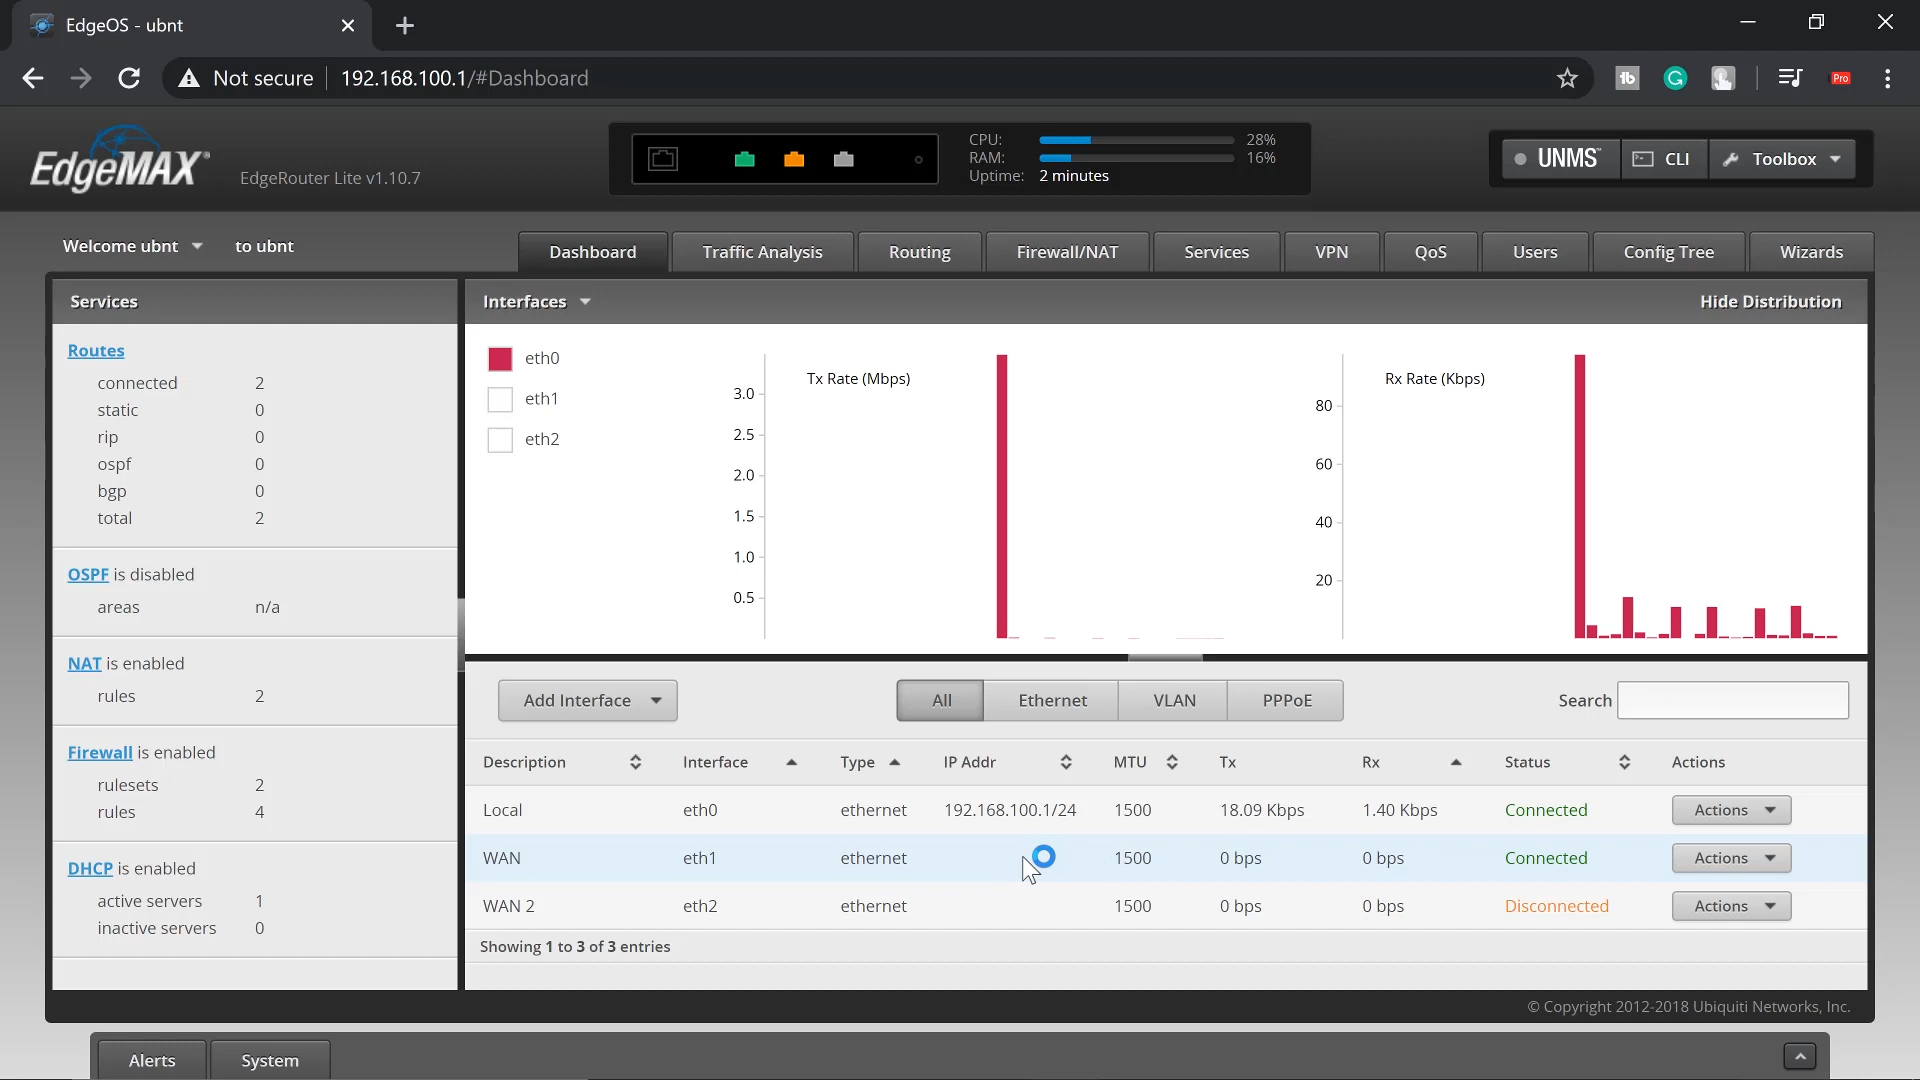 EdgeOS - ubnt
Not secure 192.168.100.1/#Dashboard
tb
G
Pro
EdgeMAX
EdgeRouter Lite v1.10.7
CPU: 28%
RAM: 16%
Uptime: 2 minutes
UNMS™
CLI
Toolbox
Welcome ubnt to ubnt
Dashboard Traffic Analysis Routing Firewall/NAT Services VPN QoS Users Config Tree Wizards
Services
Routes
connected 2
static 0
rip 0
ospf 0
bgp 0
total 2
OSPF is disabled
areas n/a
NAT is enabled
rules 2
Firewall is enabled
rulesets 2
rules 4
DHCP is enabled
active servers 1
inactive servers 0
Interfaces
Hide Distribution
eth0
eth1
eth2
Tx Rate (Mbps)
3.0
2.5
2.0
1.5
1.0
0.5
Rx Rate (Kbps)
80
60
40
20
Add Interface
All Ethernet VLAN PPPoE
Search
Description Interface Type IP Addr MTU Tx Rx Status Actions
Local eth0 ethernet 192.168.100.1/24 1500 18.09 Kbps 1.40 Kbps Connected Actions
WAN eth1 ethernet 1500 0 bps 0 bps Connected Actions
WAN 2 eth2 ethernet 1500 0 bps 0 bps Disconnected Actions
Showing 1 to 3 of 3 entries
© Copyright 2012-2018 Ubiquiti Networks, Inc.
Alerts System